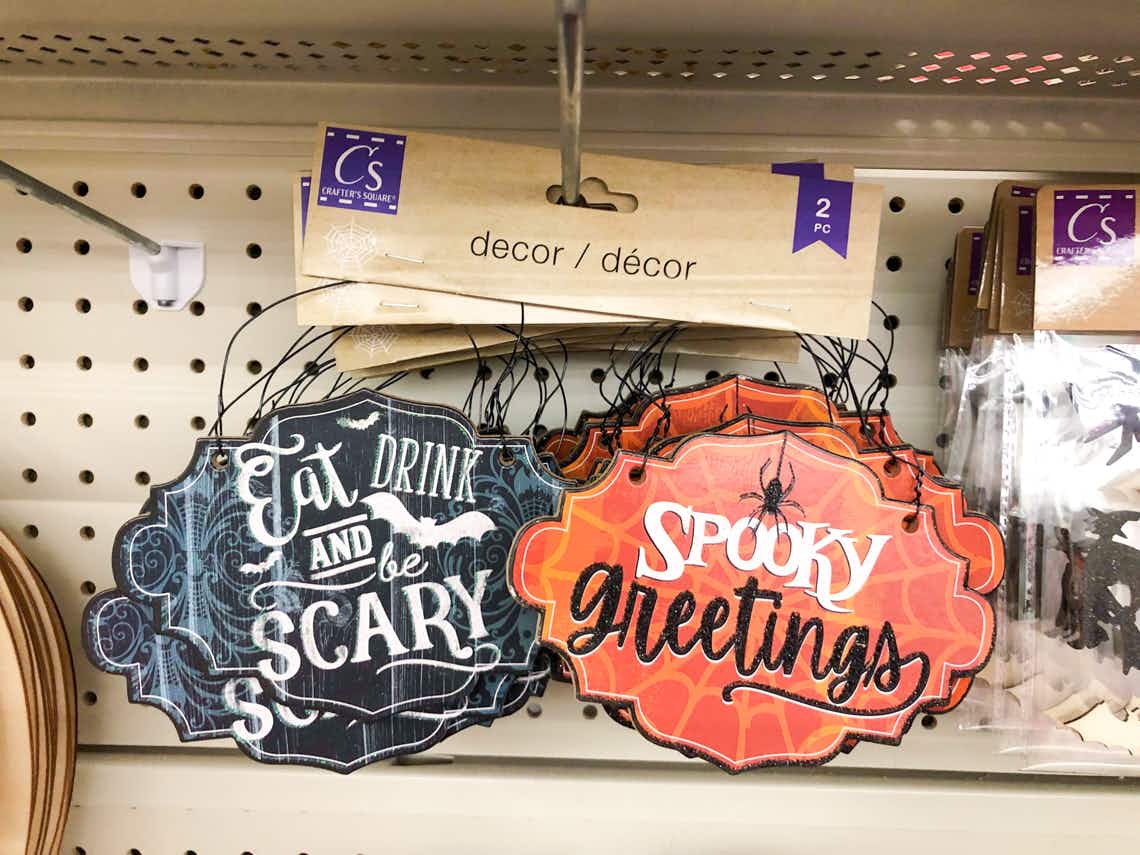 Cs
CRAFTER'S SQUARE®
decor / décor
2
PC
Cs
Eat DRINK
AND be
SCARY
SPOOKY
greetings